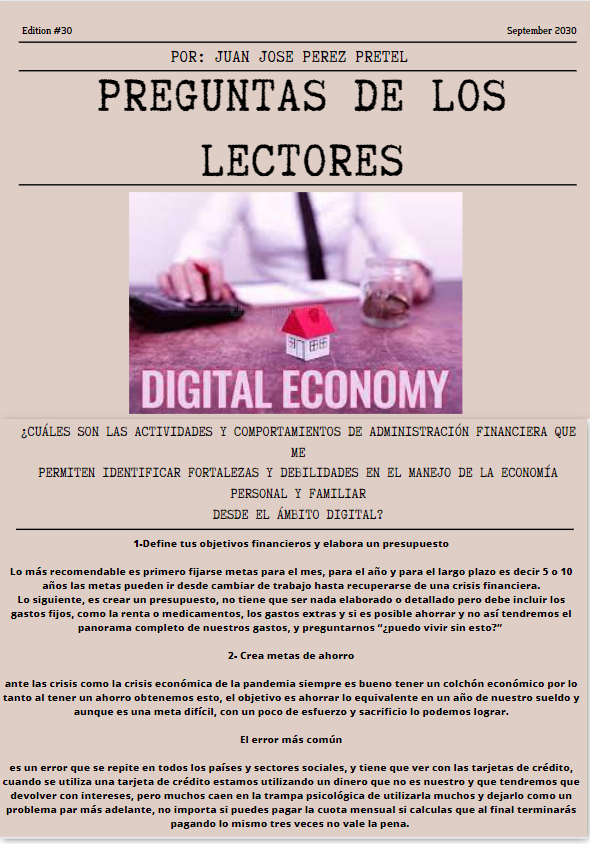 Edition #30
September 2030
POR: JUAN JOSE PEREZ PRETEL
PREGUNTAS DE LOS
LECTORES
DIGITAL ECONOMY
¿CUÁLES SON LAS ACTIVIDADES Y COMPORTAMIENTOS DE ADMINISTRACIÓN FINANCIERA QUE
ME
PERMITEN IDENTIFICAR FORTALEZAS Y DEBILIDADES EN EL MANEJO DE LA ECONOMÍA
PERSONAL Y FAMILIAR
DESDE EL ÁMBITO DIGITAL?
1-Define tus objetivos financieros y elabora un presupuesto
Lo más recomendable es primero fijarse metas para el mes, para el año y para el largo plazo es decir 5 o 10
años las metas pueden ir desde cambiar de trabajo hasta recuperarse de una crisis financiera.
Lo siguiente, es crear un presupuesto, no tiene que ser nada elaborado o detallado pero debe incluir los
gastos fijos, como la renta o medicamentos, los gastos extras y si es posible ahorrar y no así tendremos el
panorama completo de nuestros gastos, y preguntarnos “¿puedo vivir sin esto?”
2- Crea metas de ahorro
ante las crisis como la crisis económica de la pandemia siempre es bueno tener un colchón económico por lo
tanto al tener un ahorro obtenemos esto, el objetivo es ahorrar lo equivalente en un año de nuestro sueldo y
aunque es una meta difícil, con un poco de esfuerzo y sacrificio lo podemos lograr.
El error más común
es un error que se repite en todos los países y sectores sociales, y tiene que ver con las tarjetas de crédito,
cuando se utiliza una tarjeta de crédito estamos utilizando un dinero que no es nuestro y que tendremos que
devolver con intereses, pero muchos caen en la trampa psicológica de utilizarla muchos y dejarlo como un
problema par más adelante, no importa si puedes pagar la cuota mensual si calculas que al final terminarás
pagando lo mismo tres veces no vale la pena.